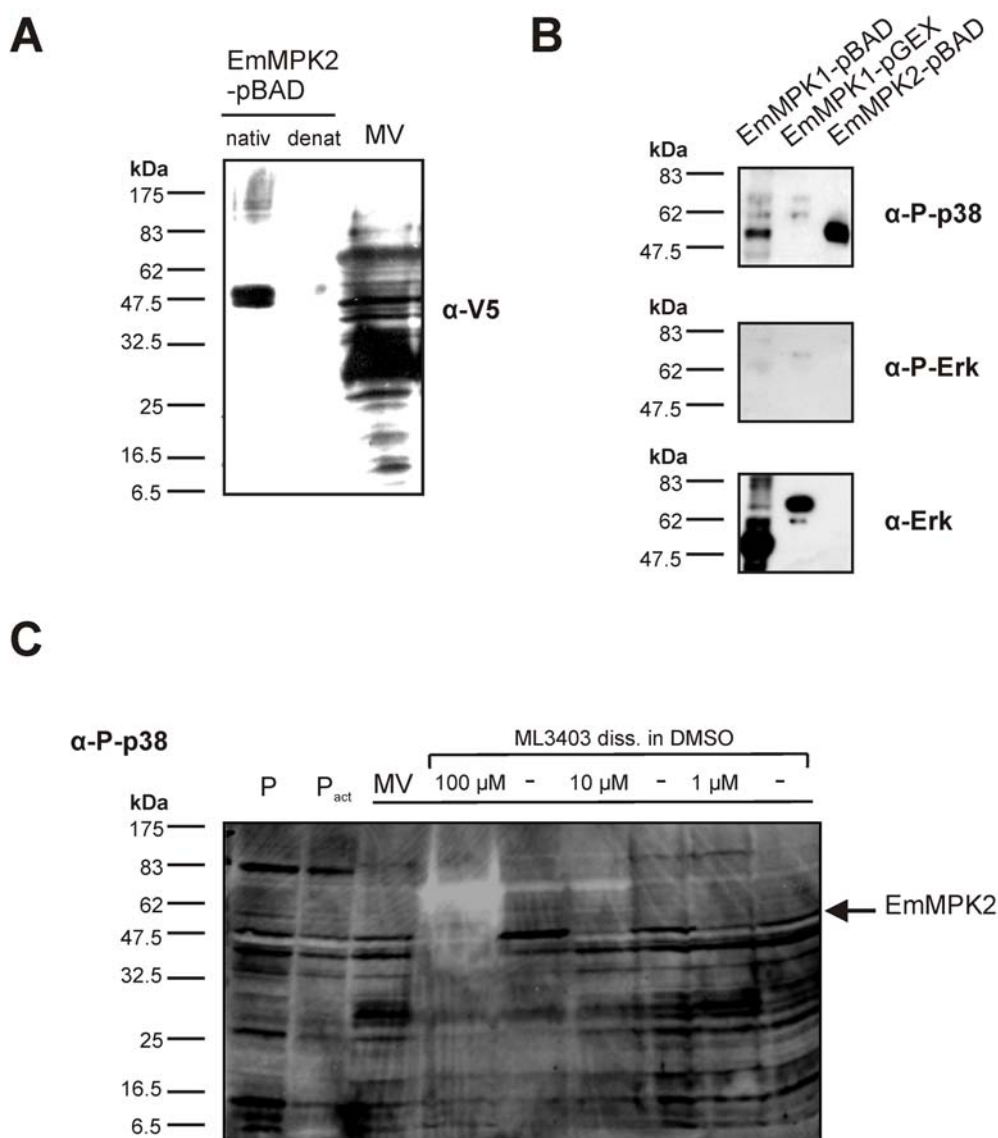 A
EmMPK2
-pBAD
nativ denat MV
kDa
175
83
62
47.5
32.5
25
16.5
6.5
α-V5
B
EmMPK1-pBAD
EmMPK1-pGEX
EmMPK2-pBAD
kDa
83
62
47.5
α-P-p38
kDa
83
62
47.5
α-P-Erk
kDa
83
62
47.5
α-Erk
C
α-P-p38
ML3403 diss. in DMSO
P Pact MV 100 µM - 10 µM - 1 µM -
kDa
175
83
62
47.5
32.5
25
16.5
6.5
EmMPK2